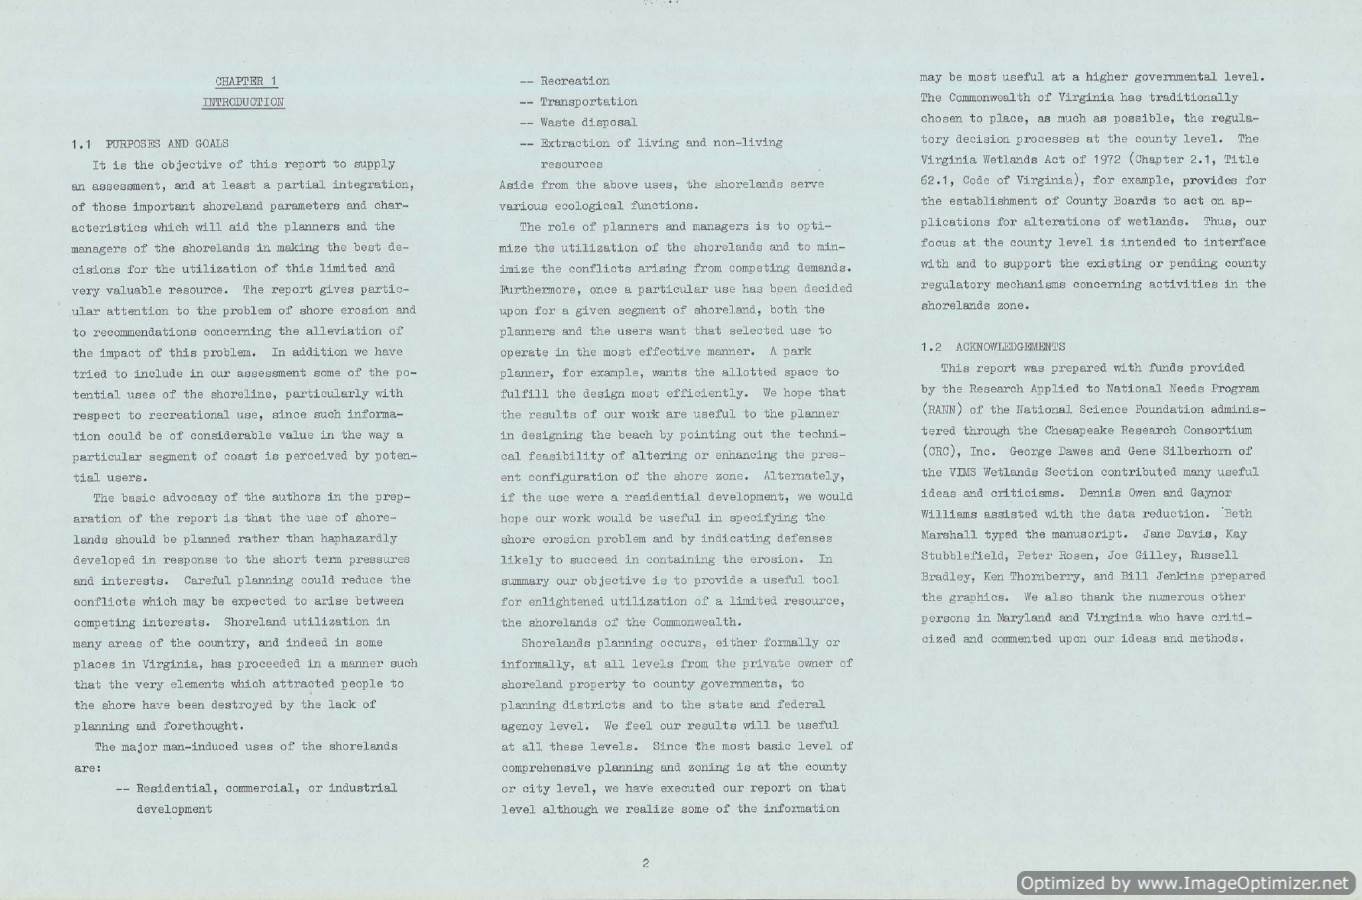 CHAPTER 1
INTRODUCTION
1.1 PURPOSES AND GOALS
It is the objective of this report to supply
an assessment, and at least a partial integration,
of those important shoreland parameters and char-
acteristics which will aid the planners and the
managers of the shorelands in making the best de-
cisions for the utilization of this limited and
very valuable resource. The report gives partic-
ular attention to the problem of shore erosion and
to recommendations concerning the alleviation of
the impact of this problem. In addition we have
tried to include in our assessment some of the po-
tential uses of the shoreline, particularly with
respect to recreational use, since such informa-
tion could be of considerable value in the way a
particular segment of coast is perceived by poten-
tial users.
The basic advocacy of the authors in the prep-
aration of the report is that the use of shore-
lands should be planned rather than haphazardly
developed in response to the short term pressures
and interests. Careful planning could reduce the
conflicts which may be expected to arise between
competing interests. Shoreland utilization in
many areas of the country, and indeed in some
places in Virginia, has proceeded in a manner such
that the very elements which attracted people to
the shore have been destroyed by the lack of
planning and forethought.
The major man-induced uses of the shorelands
are:
-- Residential, commercial, or industrial
development
-- Recreation
-- Transportation
-- Waste disposal
-- Extraction of living and non-living
resources
Aside from the above uses, the shorelands serve
various ecological functions.
The role of planners and managers is to opti-
mize the utilization of the shorelands and to min-
imize the conflicts arising from competing demands.
Furthermore, once a particular use has been decided
upon for a given segment of shoreland, both the
planners and the users want that selected use to
operate in the most effective manner. A park
planner, for example, wants the allotted space to
fulfill the design most efficiently. We hope that
the results of our work are useful to the planner
in designing the beach by pointing out the techni-
cal feasibility of altering or enhancing the pres-
ent configuration of the shore zone. Alternately,
if the use were a residential development, we would
hope our work would be useful in specifying the
shore erosion problem and by indicating defenses
likely to succeed in containing the erosion. In
summary our objective is to provide a useful tool
for enlightened utilization of a limited resource,
the shorelands of the Commonwealth.
Shorelands planning occurs, either formally or
informally, at all levels from the private owner of
shoreland property to county governments, to
planning districts and to the state and federal
agency level. We feel our results will be useful
at all these levels. Since the most basic level of
comprehensive planning and zoning is at the county
or city level, we have executed our report on that
level although we realize some of the information
may be most useful at a higher governmental level.
The Commonwealth of Virginia has traditionally
chosen to place, as much as possible, the regula-
tory decision processes at the county level. The
Virginia Wetlands Act of 1972 (Chapter 2.1, Title
62.1, Code of Virginia), for example, provides for
the establishment of County Boards to act on ap-
plications for alterations of wetlands. Thus, our
focus at the county level is intended to interface
with and to support the existing or pending county
regulatory mechanisms concerning activities in the
shorelands zone.
1.2 ACKNOWLEDGEMENTS
This report was prepared with funds provided
by the Research Applied to National Needs Program
(RANN) of the National Science Foundation adminis-
tered through the Chesapeake Research Consortium
(CRC), Inc. George Dawes and Gene Silberhorn of
the VIMS Wetlands Section contributed many useful
ideas and criticisms. Dennis Owen and Gaynor
Williams assisted with the data reduction. Beth
Marshall typed the manuscript. Jane Davis, Kay
Stubblefield, Peter Rosen, Joe Gilley, Russell
Bradley, Ken Thornberry, and Bill Jenkins prepared
the graphics. We also thank the numerous other
persons in Maryland and Virginia who have criti-
cized and commented upon our ideas and methods.
2
Optimized by www.ImageOptimizer.net